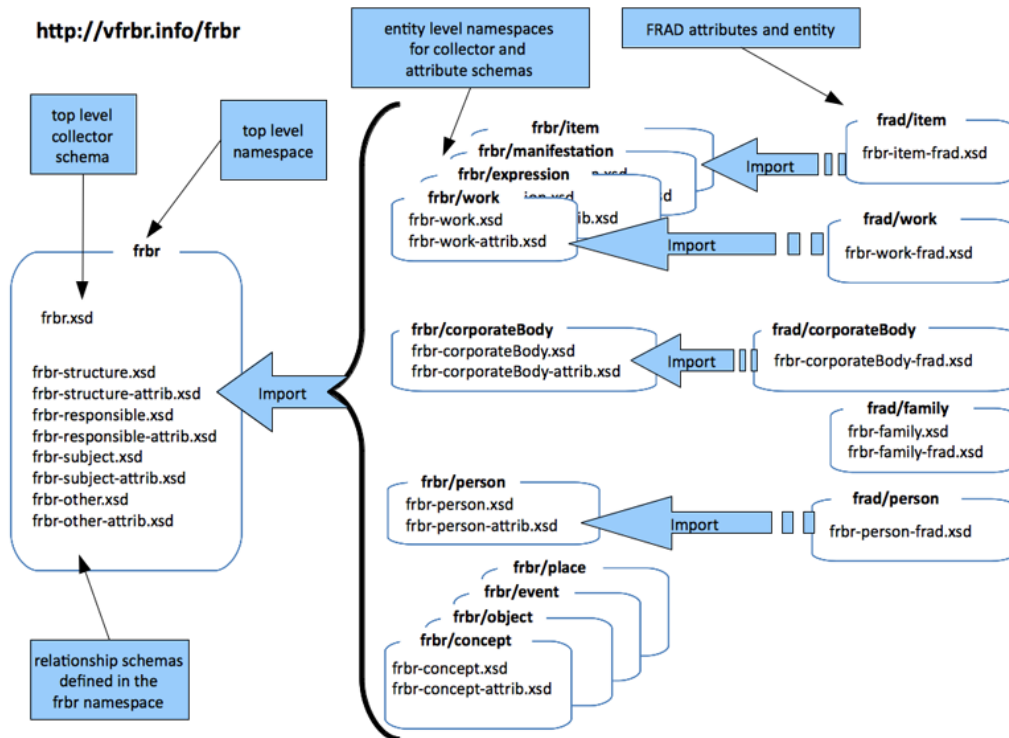 http://vfrbr.info/frbr
entity level namespaces
for collector and
attribute schemas
FRAD attributes and entity
top level
collector
schema
top level
namespace
frbr
frbr.xsd
frbr-structure.xsd
frbr-structure-attrib.xsd
frbr-responsible.xsd
frbr-responsible-attrib.xsd
frbr-subject.xsd
frbr-subject-attrib.xsd
frbr-other.xsd
frbr-other-attrib.xsd
relationship schemas
defined in the
frbr namespace
Import
frbr/item
frbr/manifestation
frbr/expression
frbr/work
frbr-work.xsd
frbr-work-attrib.xsd
Import
frad/item
frbr-item-frad.xsd
Import
frad/work
frbr-work-frad.xsd
frbr/corporateBody
frbr-corporateBody.xsd
frbr-corporateBody-attrib.xsd
Import
frad/corporateBody
frbr-corporateBody-frad.xsd
frad/family
frbr-family.xsd
frbr-family-frad.xsd
frbr/person
frbr-person.xsd
frbr-person-attrib.xsd
Import
frad/person
frbr-person-frad.xsd
frbr/place
frbr/event
frbr/object
frbr/concept
frbr-concept.xsd
frbr-concept-attrib.xsd